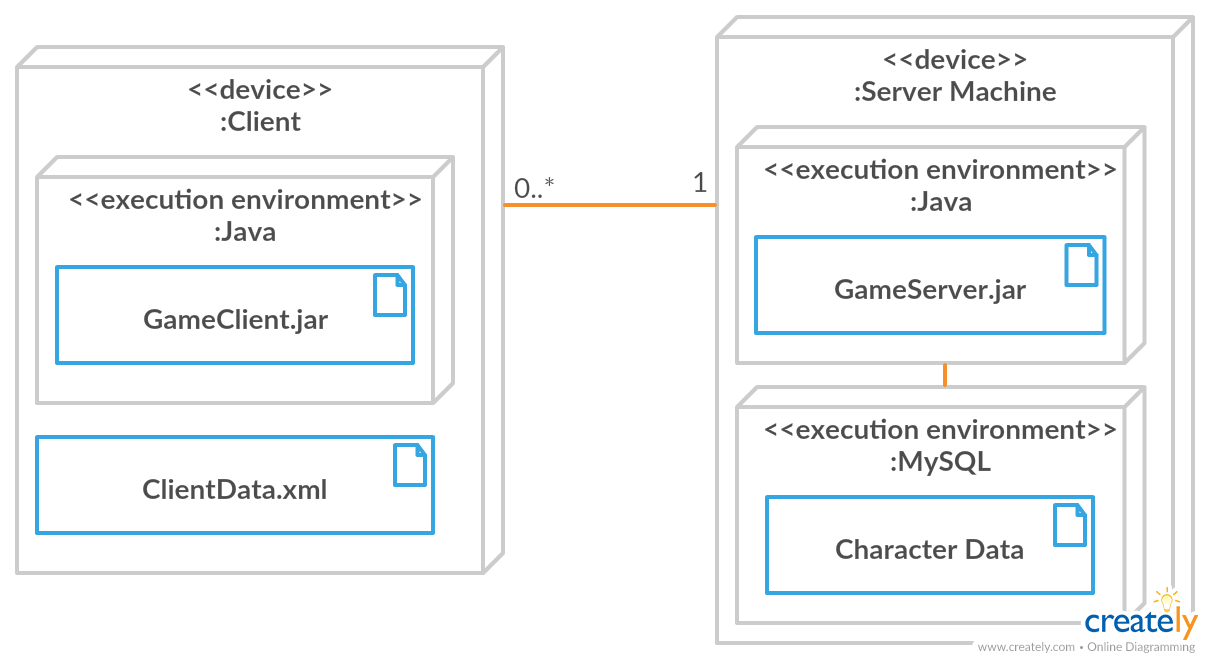 <<device>>
:Client
<<execution environment>>
:Java
GameClient.jar
ClientData.xml
0..*
1
<<device>>
:Server Machine
<<execution environment>>
:Java
GameServer.jar
<<execution environment>>
:MySQL
Character Data
creately
www.creately.com • Online Diagramming